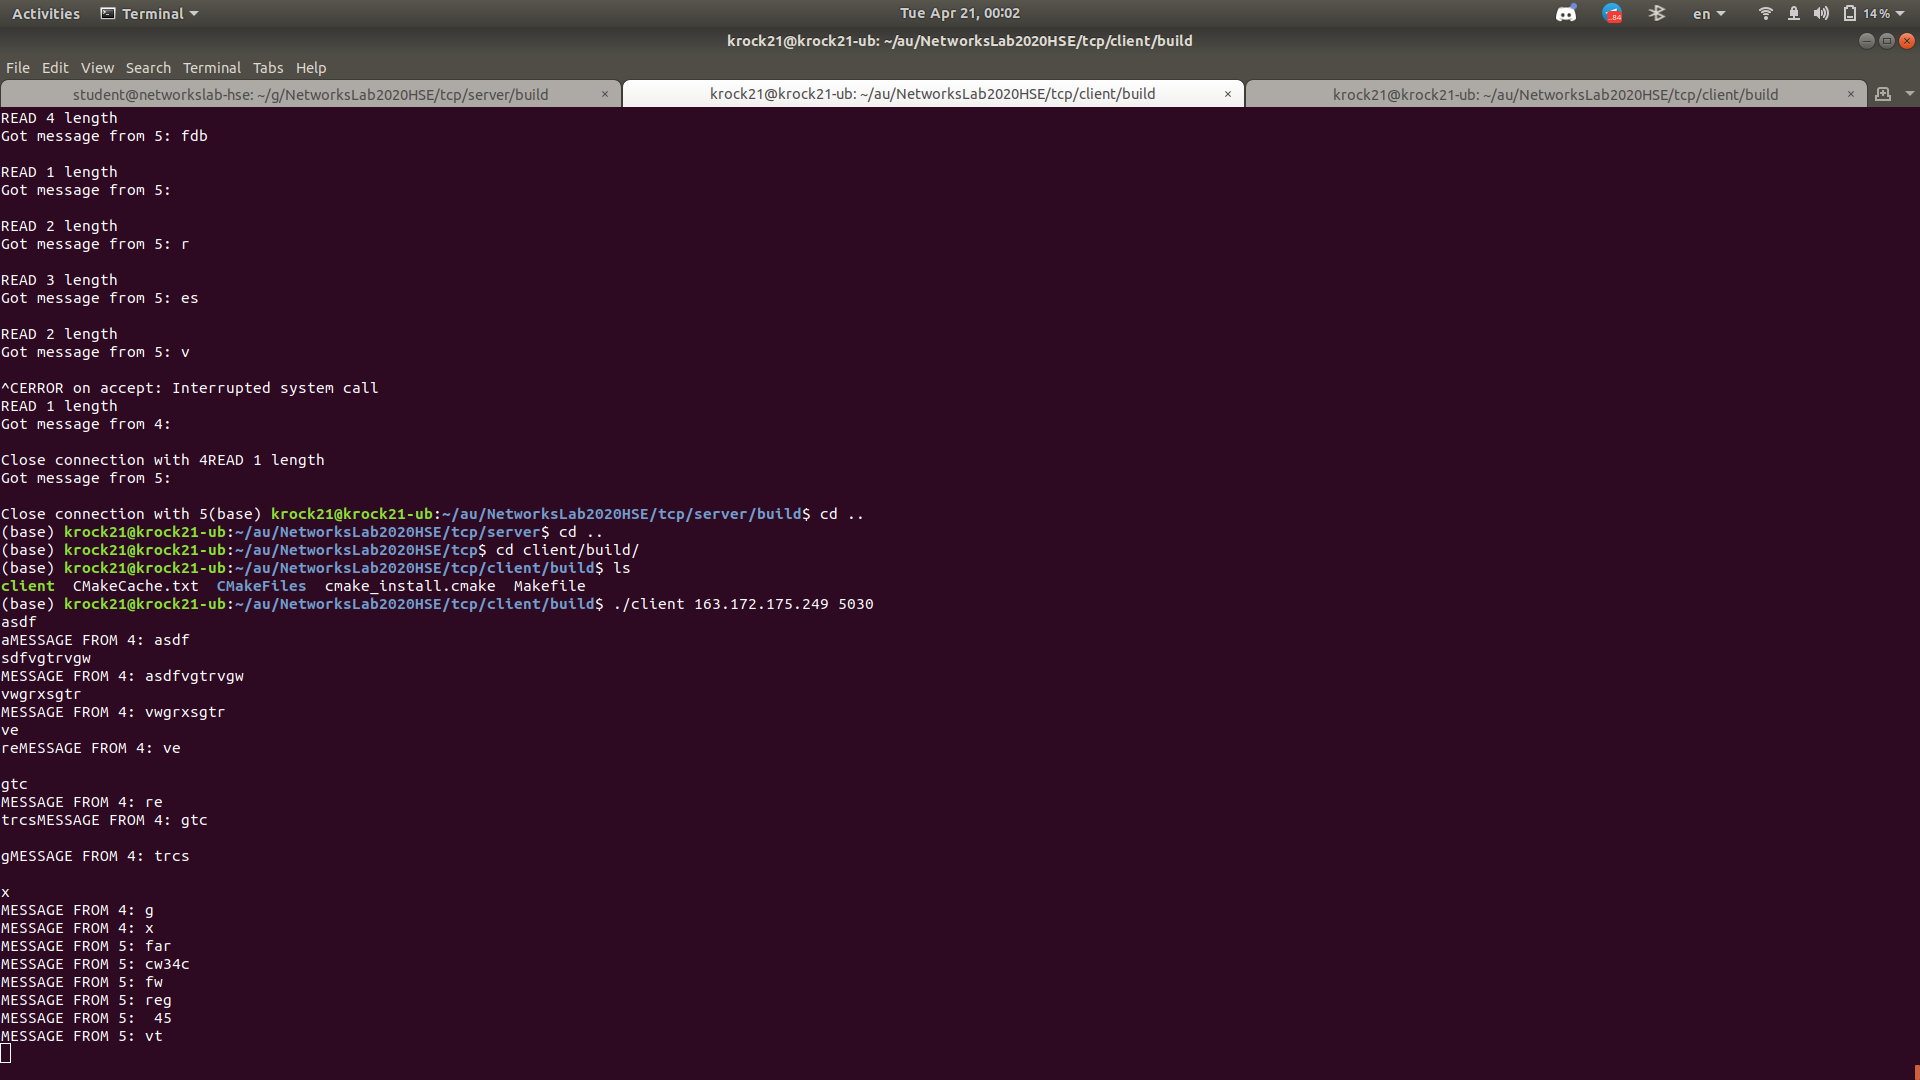 Activities Terminal Tue Apr 21, 00:02 84 en 14 %
krock21@krock21-ub: ~/au/NetworksLab2020HSE/tcp/client/build
File Edit View Search Terminal Tabs Help
student@networkslab-hse: ~/g/NetworksLab2020HSE/tcp/server/build × krock21@krock21-ub: ~/au/NetworksLab2020HSE/tcp/client/build × krock21@krock21-ub: ~/au/NetworksLab2020HSE/tcp/client/build ×
READ 4 length
Got message from 5: fdb
READ 1 length
Got message from 5:
READ 2 length
Got message from 5: r
READ 3 length
Got message from 5: es
READ 2 length
Got message from 5: v
^CERROR on accept: Interrupted system call
READ 1 length
Got message from 4:
Close connection with 4READ 1 length
Got message from 5:
Close connection with 5(base) krock21@krock21-ub:~/au/NetworksLab2020HSE/tcp/server/build$ cd ..
(base) krock21@krock21-ub:~/au/NetworksLab2020HSE/tcp/server$ cd ..
(base) krock21@krock21-ub:~/au/NetworksLab2020HSE/tcp$ cd client/build/
(base) krock21@krock21-ub:~/au/NetworksLab2020HSE/tcp/client/build$ ls
client CMakeCache.txt CMakeFiles cmake_install.cmake Makefile
(base) krock21@krock21-ub:~/au/NetworksLab2020HSE/tcp/client/build$ ./client 163.172.175.249 5030
asdf
aMESSAGE FROM 4: asdf
sdfvgtrvgw
MESSAGE FROM 4: asdfvgtrvgw
vwgrxsgtr
MESSAGE FROM 4: vwgrxsgtr
ve
reMESSAGE FROM 4: ve
gtc
MESSAGE FROM 4: re
trcsMESSAGE FROM 4: gtc
gMESSAGE FROM 4: trcs
x
MESSAGE FROM 4: g
MESSAGE FROM 4: x
MESSAGE FROM 5: far
MESSAGE FROM 5: cw34c
MESSAGE FROM 5: fw
MESSAGE FROM 5: reg
MESSAGE FROM 5:  45
MESSAGE FROM 5: vt